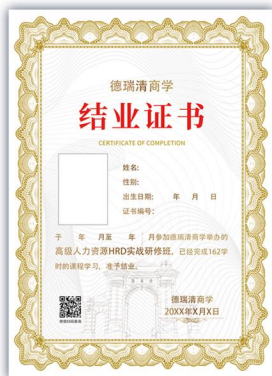 德瑞清商学
结业证书
CERTIFICATE OF COMPLETION
姓名:
性别:
出生日期: 年 月 日
证书编号:
于 年 月至 年 月参加德瑞清商学举办的
高级人力资源HRD实战研修班, 已经完成162学
时的课程学习, 准予结业。
德瑞清商学
20XX年X月X日